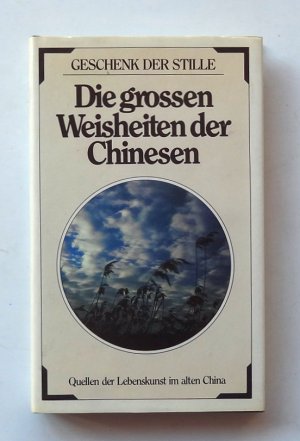 GESCHENK DER STILLE
Die grossen
Weisheiten der
Chinesen
Quellen der Lebenskunst im alten China